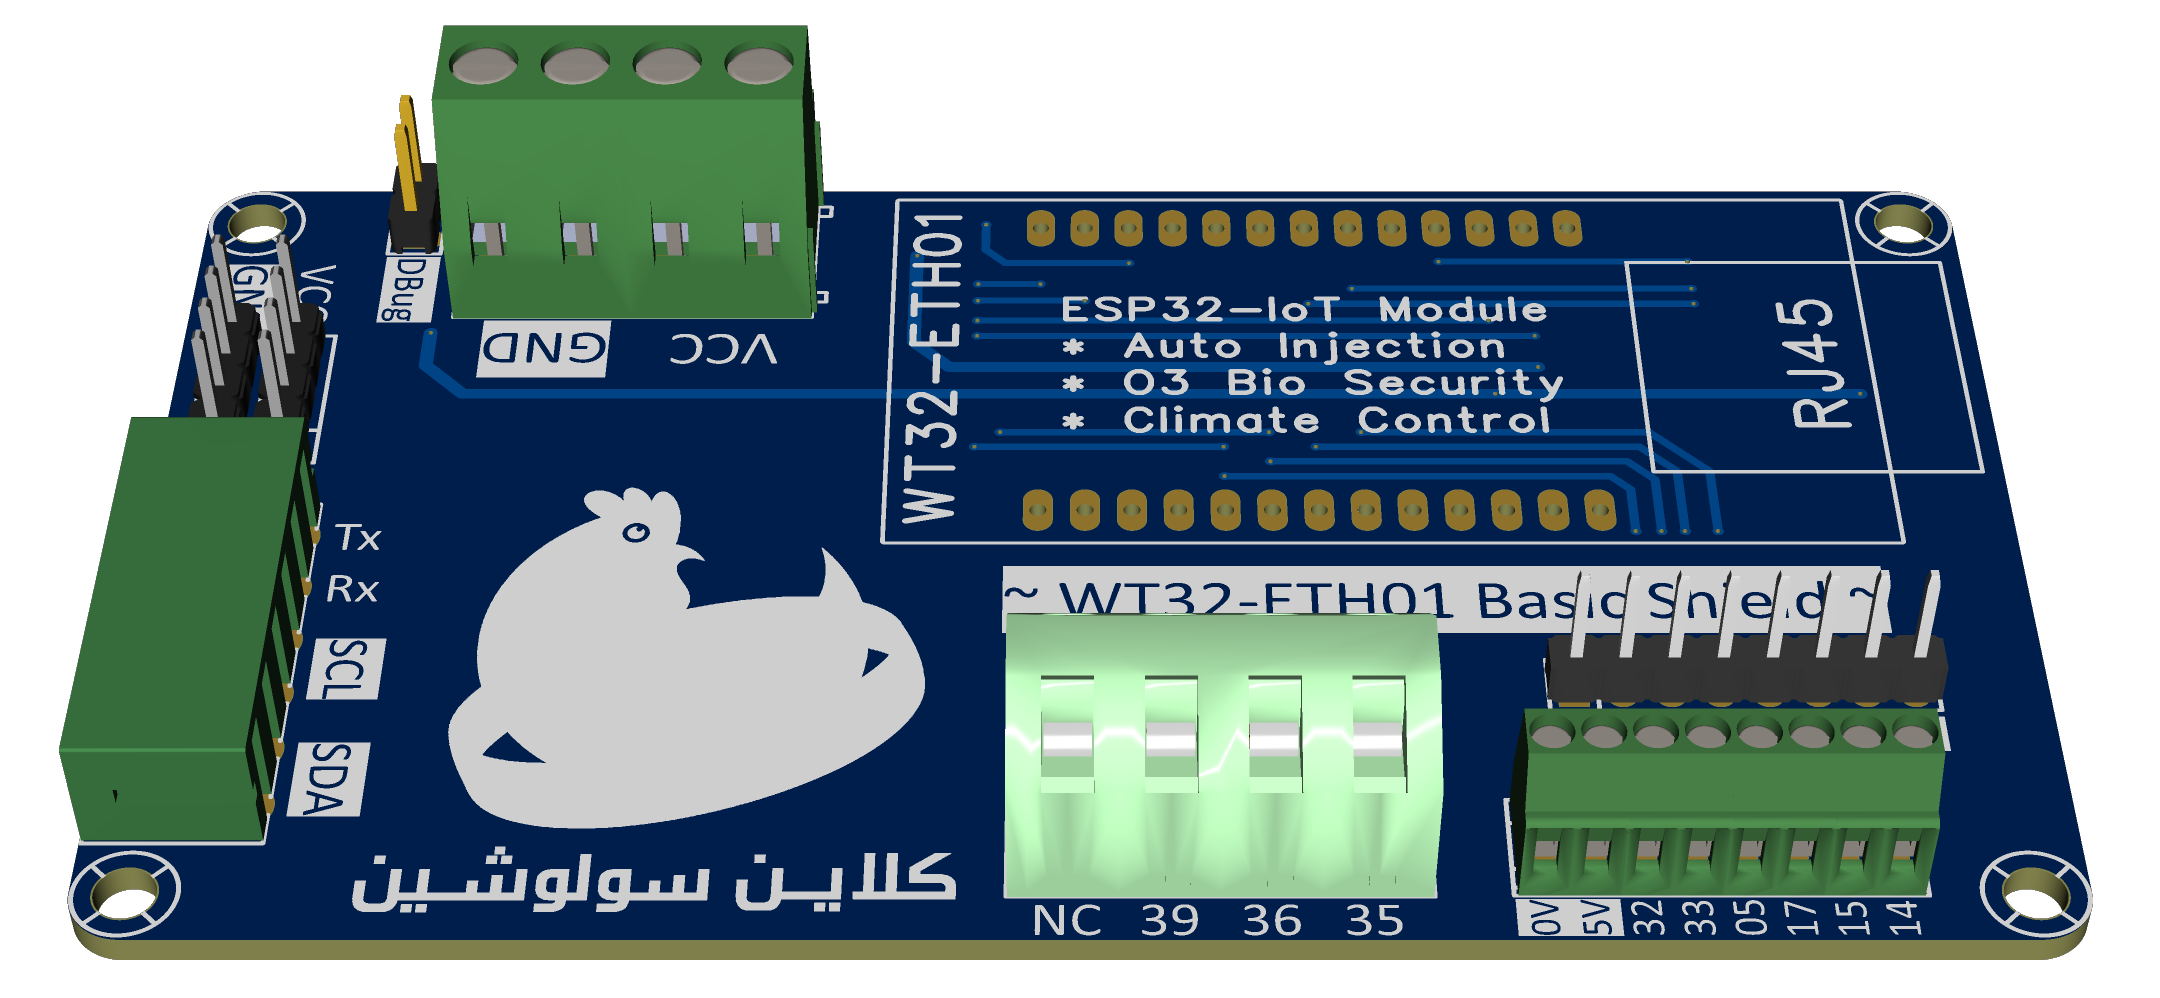 VCC
GND
DBug
GND
VCC
WT32-ETH01
ESP32-IoT Module
* Auto Injection
* O3 Bio Security
* Climate Control
RJ45
Tx
Rx
SCL
SDA
~ WT32-ETH01 Basic Shield ~
كلاين سولوشين
NC 39 36 35
0V 5V 32 33 05 17 15 14